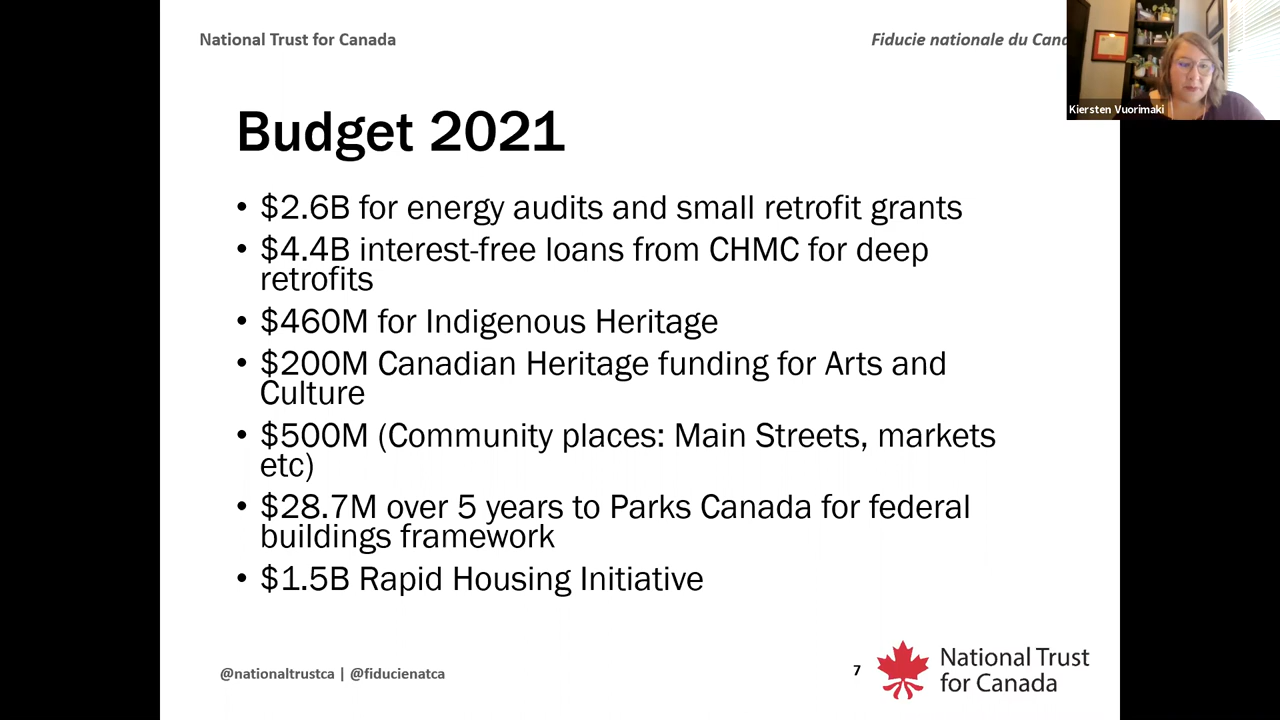 National Trust for Canada
Fiducie nationale du Cana
Kiersten Vuorimaki
Budget 2021
• $2.6B for energy audits and small retrofit grants
• $4.4B interest-free loans from CHMC for deep
retrofits
• $460M for Indigenous Heritage
• $200M Canadian Heritage funding for Arts and
Culture
• $500M (Community places: Main Streets, markets
etc)
• $28.7M over 5 years to Parks Canada for federal
buildings framework
• $1.5B Rapid Housing Initiative
@nationaltrustca | @fiducienatca
7
National Trust
for Canada